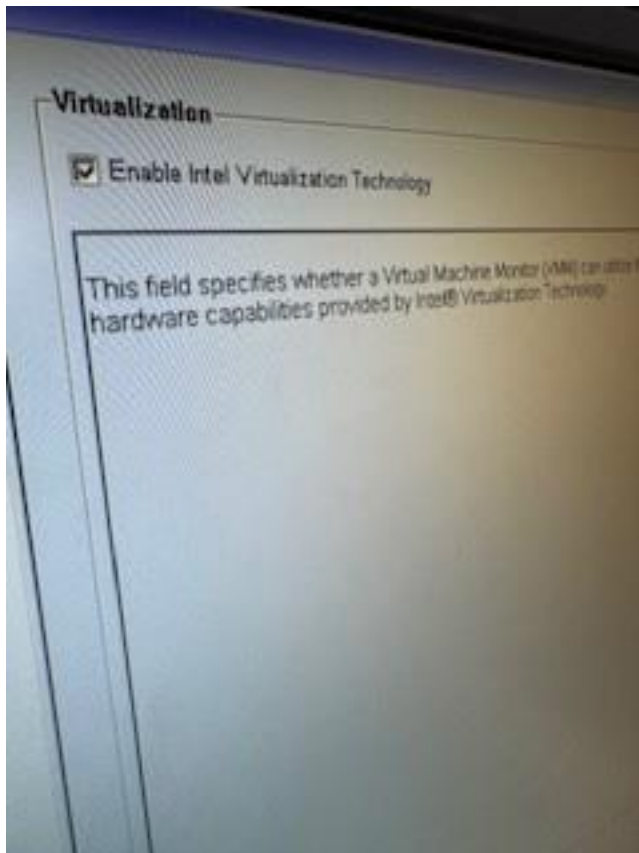 Virtualization
Enable Intel Virtualization Technology
This field specifies whether a Virtual Machine Monitor (VMM) can utilize
hardware capabilities provided by Intel® Virtualization Technology.